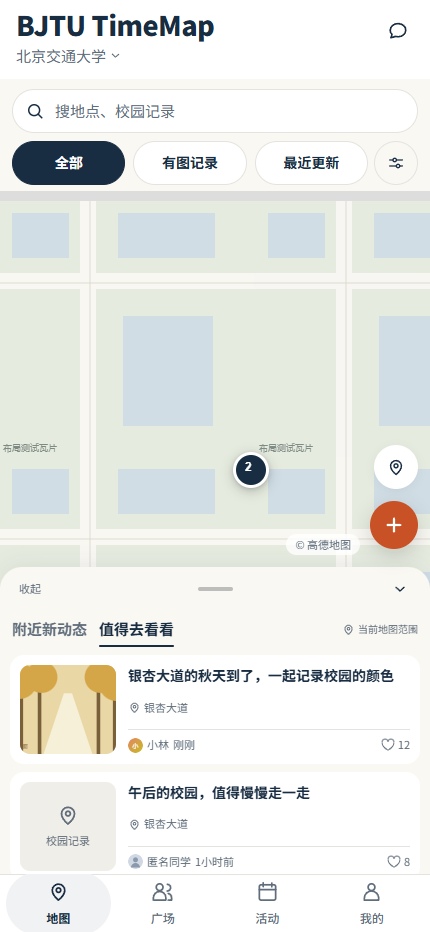 BJTU TimeMap
北京交通大学
搜地点、校园记录
全部
有图记录
最近更新
布局测试瓦片
布局测试瓦片
2
© 高德地图
收起
附近新动态
值得去看看
当前地图范围
银杏大道的秋天到了，一起记录校园的颜色
银杏大道
小
小林 刚刚
12
午后的校园，值得慢慢走一走
校园记录
银杏大道
匿名同学 1小时前
8
地图
广场
活动
我的